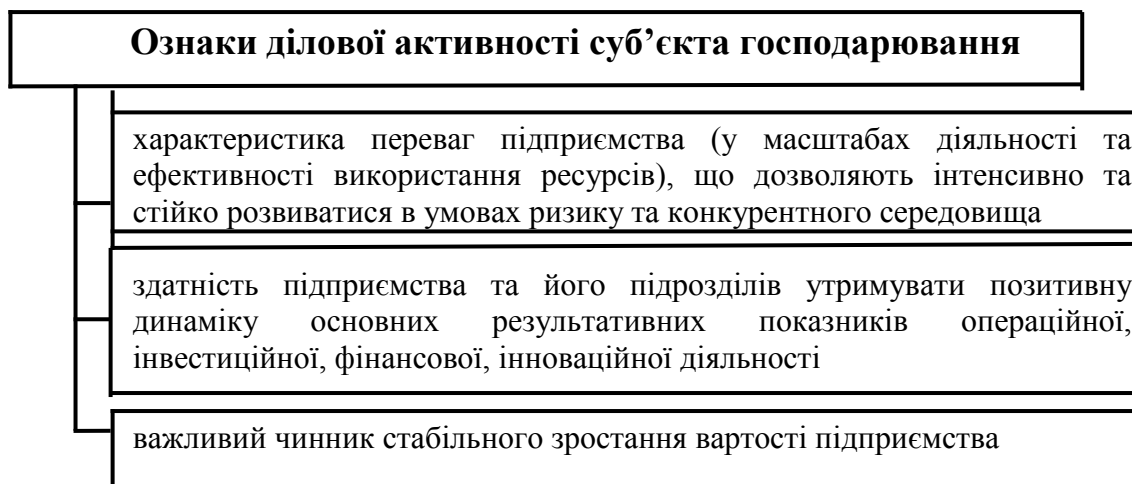 Ознаки ділової активності суб’єкта господарювання
характеристика переваг підприємства (у масштабах діяльності та
ефективності використання ресурсів), що дозволяють інтенсивно та
стійко розвиватися в умовах ризику та конкурентного середовища
здатність підприємства та його підрозділів утримувати позитивну
динаміку основних результативних показників операційної,
інвестиційної, фінансової, інноваційної діяльності
важливий чинник стабільного зростання вартості підприємства